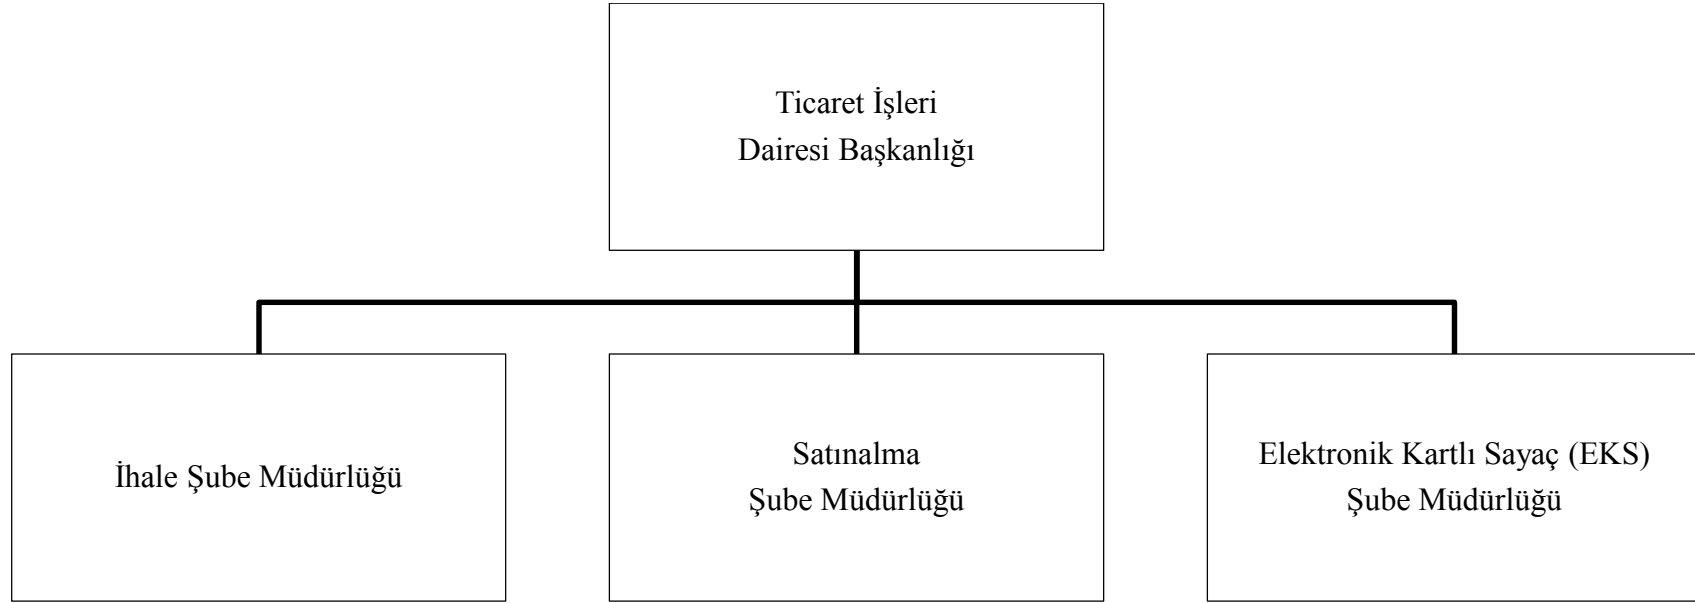 Ticaret İşleri
Dairesi Başkanlığı
İhale Şube Müdürlüğü
Satınalma
Şube Müdürlüğü
Elektronik Kartlı Sayaç (EKS)
Şube Müdürlüğü